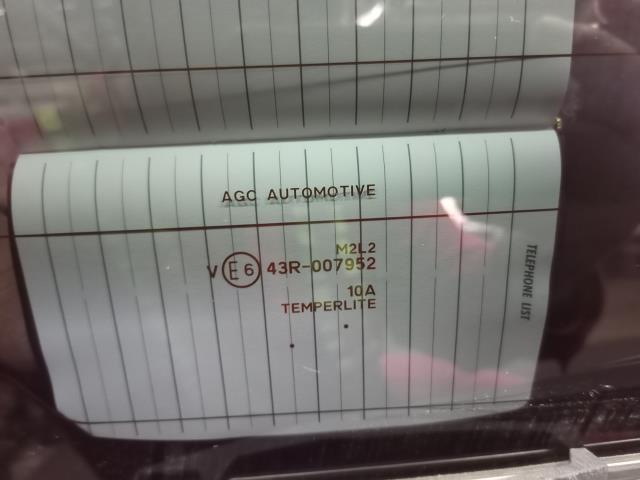 AGC AUTOMOTIVE
M2L2
V E6 43R-007952
10A
TEMPERLITE
TELEPHONE LIST